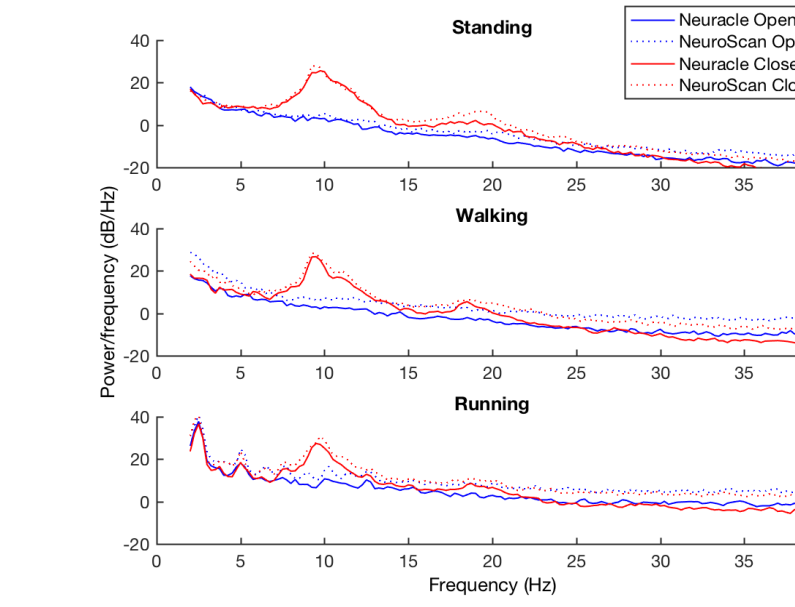 Standing
Neuracle Open
NeuroScan Op
Neuracle Close
NeuroScan Clo
40
20
0
-20
0 5 10 15 20 25 30 35
Walking
40
20
0
-20
0 5 10 15 20 25 30 35
Power/frequency (dB/Hz)
Running
40
20
0
-20
0 5 10 15 20 25 30 35
Frequency (Hz)